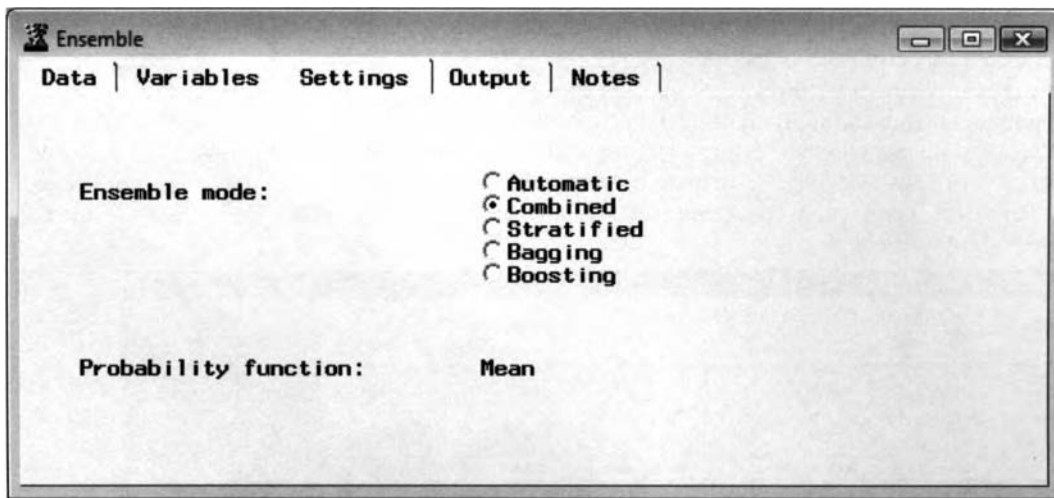 Ensemble
Data Variables Settings Output Notes
Ensemble mode:
Automatic
Combined
Stratified
Bagging
Boosting
Probability function: Mean